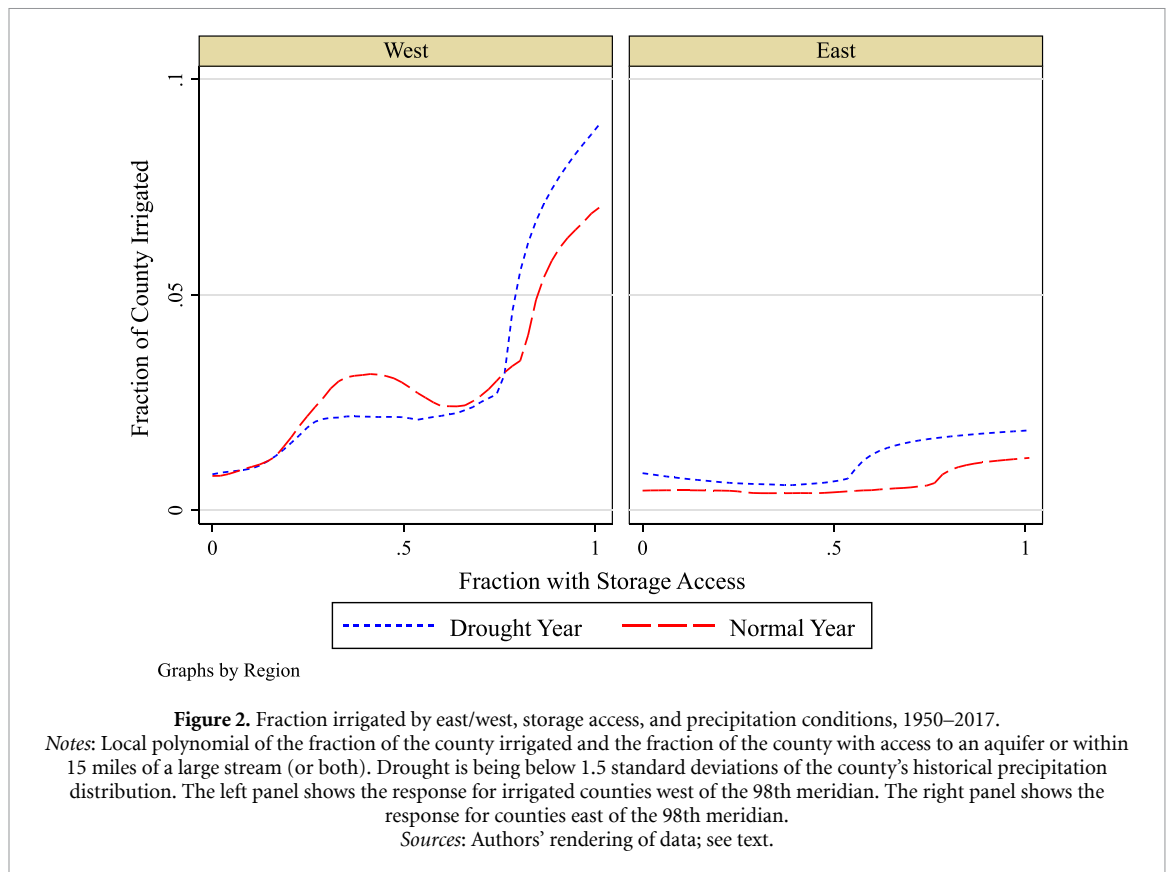 West
East
Fraction of County Irrigated
.1
.05
0
0
.5
1
0
.5
1
Fraction with Storage Access
Drought Year
Normal Year
Graphs by Region
Figure 2. Fraction irrigated by east/west, storage access, and precipitation conditions, 1950–2017.
Notes: Local polynomial of the fraction of the county irrigated and the fraction of the county with access to an aquifer or within
15 miles of a large stream (or both). Drought is being below 1.5 standard deviations of the county's historical precipitation
distribution. The left panel shows the response for irrigated counties west of the 98th meridian. The right panel shows the
response for counties east of the 98th meridian.
Sources: Authors' rendering of data; see text.